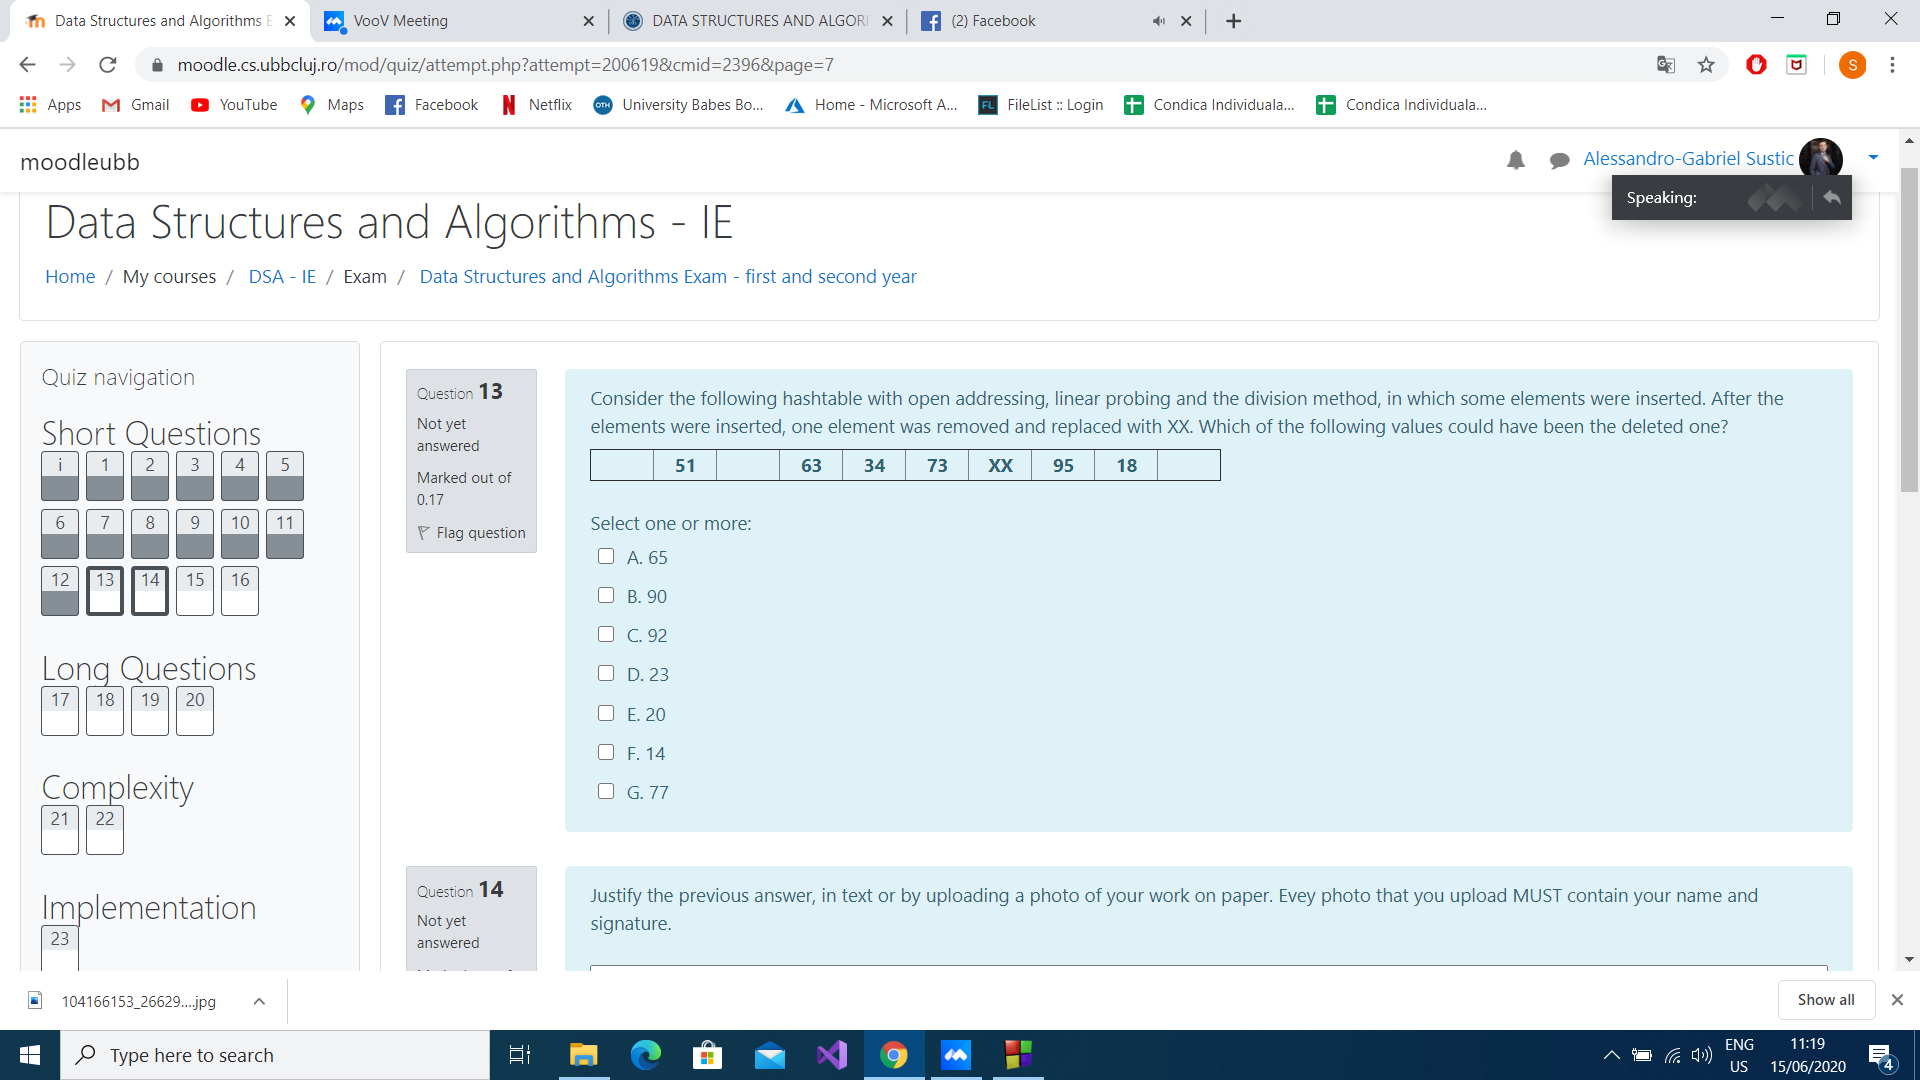 Data Structures and Algorithms E
VooV Meeting
DATA STRUCTURES AND ALGORI
(2) Facebook
moodle.cs.ubbcluj.ro/mod/quiz/attempt.php?attempt=200619&cmid=2396&page=7
S
Apps
Gmail
YouTube
Maps
Facebook
Netflix
OTH
University Babes Bo...
Home - Microsoft A...
FL
FileList :: Login
Condica Individuala...
Condica Individuala...
moodleubb
Alessandro-Gabriel Sustic
Speaking:
Data Structures and Algorithms - IE
Home / My courses / DSA - IE / Exam / Data Structures and Algorithms Exam - first and second year
Quiz navigation
Short Questions
i 1 2 3 4 5
6 7 8 9 10 11
12 13 14 15 16
Long Questions
17 18 19 20
Complexity
21 22
Implementation
23
Question 13
Not yet
answered
Marked out of
0.17
Flag question
Consider the following hashtable with open addressing, linear probing and the division method, in which some elements were inserted. After the
elements were inserted, one element was removed and replaced with XX. Which of the following values could have been the deleted one?
51 63 34 73 XX 95 18
Select one or more:
A. 65
B. 90
C. 92
D. 23
E. 20
F. 14
G. 77
Question 14
Not yet
answered
Justify the previous answer, in text or by uploading a photo of your work on paper. Evey photo that you upload MUST contain your name and
signature.
104166153_26629....jpg
Show all
Type here to search
ENG
US
11:19
15/06/2020
4